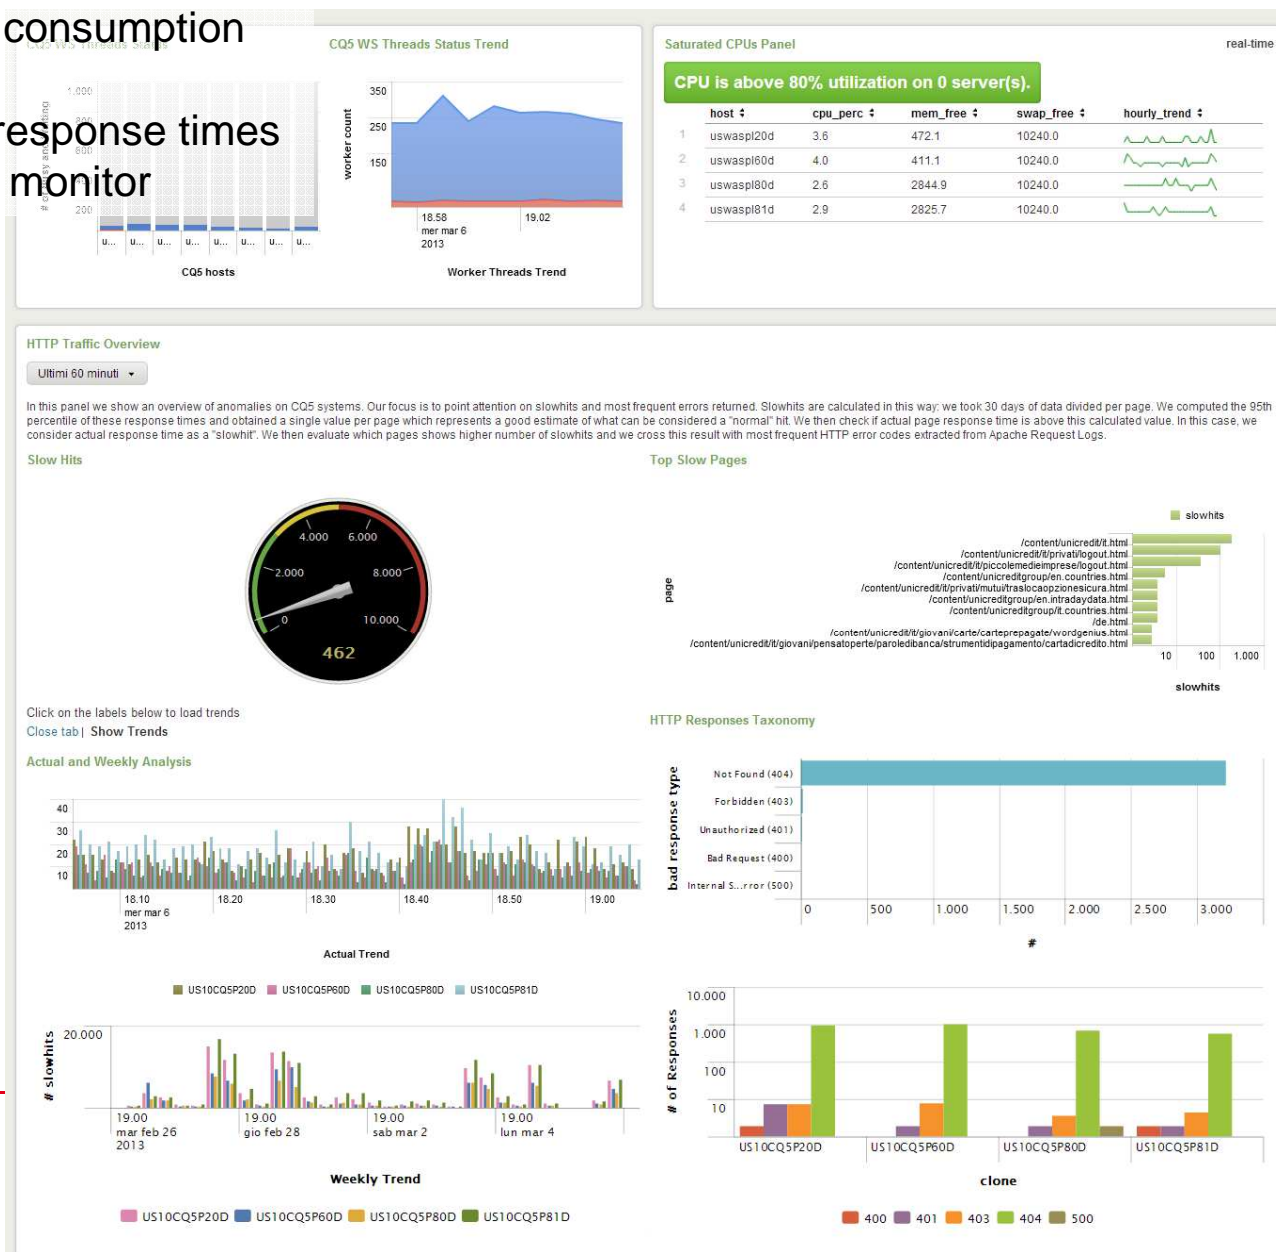 consumption
response times
monitor
CQ5 WS Threads Status
1.000
800
600
400
200
# of Busy and Waiting
u... u... u... u... u... u... u... u...
CQ5 hosts
CQ5 WS Threads Status Trend
350
250
150
worker count
18.58
mer mar 6
2013
19.02
Worker Threads Trend
Saturated CPUs Panel
real-time
CPU is above 80% utilization on 0 server(s).
host cpu_perc mem_free swap_free hourly_trend
1 uswaspl20d 3.6 472.1 10240.0
2 uswaspl60d 4.0 411.1 10240.0
3 uswaspl80d 2.6 2844.9 10240.0
4 uswaspl81d 2.9 2825.7 10240.0
HTTP Traffic Overview
Ultimi 60 minuti
In this panel we show an overview of anomalies on CQ5 systems. Our focus is to point attention on slowhits and most frequent errors returned. Slowhits are calculated in this way: we took 30 days of data divided per page. We computed the 95th
percentile of these response times and obtained a single value per page which represents a good estimate of what can be considered a "normal" hit. We then check if actual page response time is above this calculated value. In this case, we
consider actual response time as a "slowhit". We then evaluate which pages shows higher number of slowhits and we cross this result with most frequent HTTP error codes extracted from Apache Request Logs.
Slow Hits
0
2.000
4.000
6.000
8.000
10.000
462
Top Slow Pages
slowhits
page
/content/unicredit/it.html
/content/unicredit/it/privati/logout.html
/content/unicredit/it/piccolemedieimprese/logout.html
/content/unicreditgroup/en.countries.html
/content/unicredit/it/privati/mutui/traslocaopzionesicura.html
/content/unicreditgroup/en.intradaydata.html
/content/unicreditgroup/it.countries.html
/de.html
/content/unicredit/it/giovani/carte/carteprepagate/wordgenius.html
/content/unicredit/it/giovani/pensatoperte/paroledibanca/strumentidipagamento/cartadicredito.html
10 100 1.000
slowhits
Click on the labels below to load trends
Close tab | Show Trends
Actual and Weekly Analysis
40
30
20
10
18.10
mer mar 6
2013
18.20
18.30
18.40
18.50
19.00
Actual Trend
US10CQ5P20D US10CQ5P60D US10CQ5P80D US10CQ5P81D
# slowhits
20.000
19.00
mar feb 26
2013
19.00
gio feb 28
19.00
sab mar 2
19.00
lun mar 4
Weekly Trend
US10CQ5P20D US10CQ5P60D US10CQ5P80D US10CQ5P81D
HTTP Responses Taxonomy
bad response type
Not Found (404)
Forbidden (403)
Unauthorized (401)
Bad Request (400)
Internal S...rror (500)
0 500 1.000 1.500 2.000 2.500 3.000
#
# of Responses
10.000
1.000
100
10
US10CQ5P20D US10CQ5P60D US10CQ5P80D US10CQ5P81D
clone
400 401 403 404 500